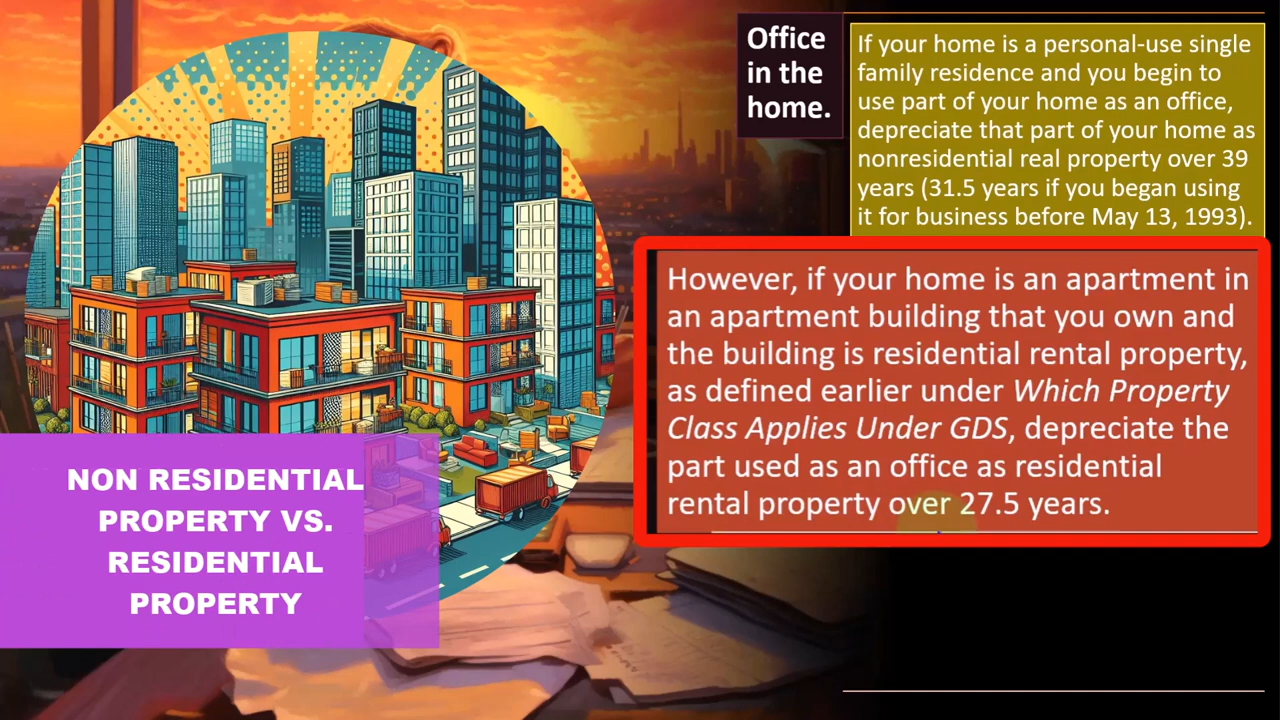 Office
in the
home.
If your home is a personal-use single
family residence and you begin to
use part of your home as an office,
depreciate that part of your home as
nonresidential real property over 39
years (31.5 years if you began using
it for business before May 13, 1993).
However, if your home is an apartment in
an apartment building that you own and
the building is residential rental property,
as defined earlier under Which Property
Class Applies Under GDS, depreciate the
part used as an office as residential
rental property over 27.5 years.
NON RESIDENTIAL
PROPERTY VS.
RESIDENTIAL
PROPERTY